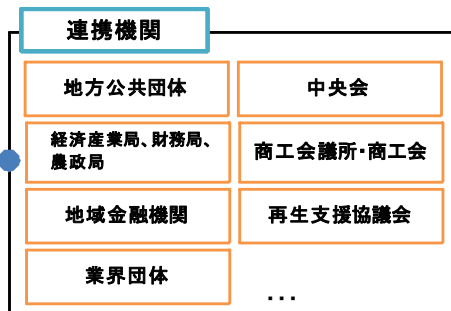 連携機関
地方公共団体
中央会
経済産業局、財務局、
農政局
商工会議所・商工会
地域金融機関
再生支援協議会
業界団体
...